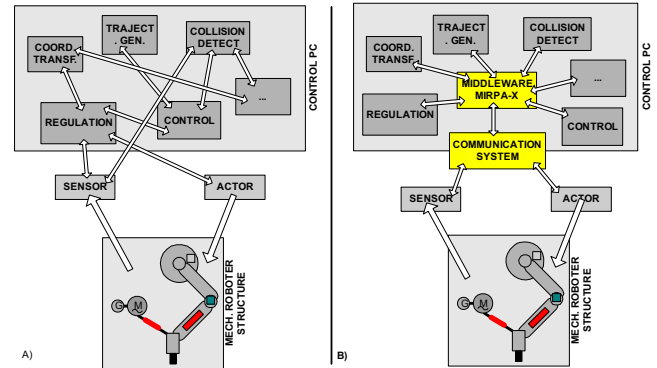 TRAJECT
. GEN.
COLLISION
DETECT
COORD.
TRANSF.
...
REGULATION
CONTROL
CONTROL PC
SENSOR
ACTOR
G
M
MECH. ROBOTER
STRUCTURE
A)
TRAJECT
. GEN.
COLLISION
DETECT
COORD.
TRANSF.
...
MIDDLEWARE
MIRPA-X
REGULATION
CONTROL
CONTROL PC
COMMUNICATION
SYSTEM
SENSOR
ACTOR
G
M
MECH. ROBOTER
STRUCTURE
B)